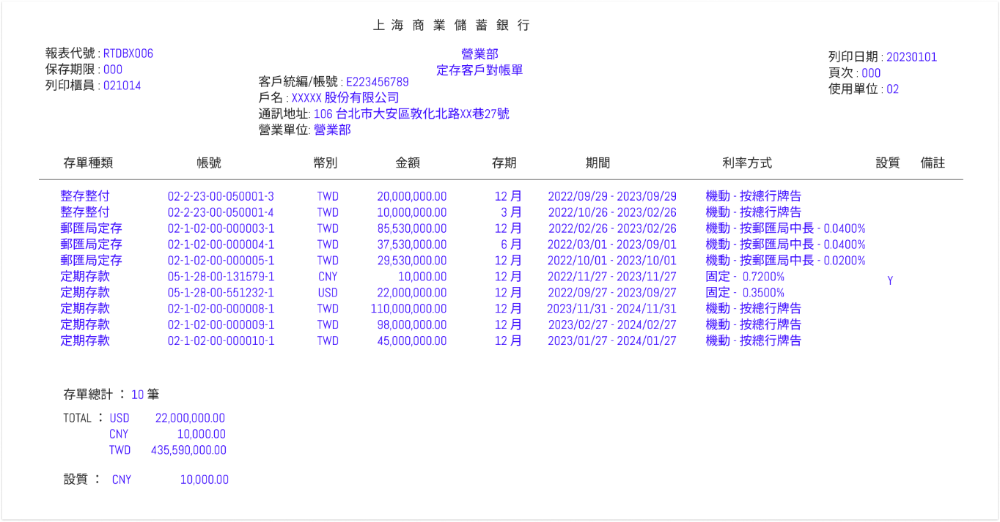 上海商業儲蓄銀行
報表代號 : RTDBX006
保存期限 : 000
列印櫃員 : 021014
營業部
定存客戶對帳單
客戶統編/帳號 : E223456789
戶名 : XXXXX 股份有限公司
通訊地址: 106 台北市大安區敦化北路XX巷27號
營業單位: 營業部
列印日期 : 20230101
頁次 : 000
使用單位 : 02
存單種類 帳號 幣別 金額 存期 期間 利率方式 設質 備註
整存整付 02-2-23-00-050001-3 TWD 20,000,000.00 12 月 2022/09/29 - 2023/09/29 機動 - 按總行牌告
整存整付 02-2-23-00-050001-4 TWD 10,000,000.00 3 月 2022/10/26 - 2023/02/26 機動 - 按總行牌告
郵匯局定存 02-1-02-00-000003-1 TWD 85,530,000.00 12 月 2022/02/26 - 2023/02/26 機動 - 按郵匯局中長 - 0.0400%
郵匯局定存 02-1-02-00-000004-1 TWD 37,530,000.00 6 月 2022/03/01 - 2023/09/01 機動 - 按郵匯局中長 - 0.0400%
郵匯局定存 02-1-02-00-000005-1 TWD 29,530,000.00 12 月 2022/10/01 - 2023/10/01 機動 - 按郵匯局中長 - 0.0200%
定期存款 05-1-28-00-131579-1 CNY 10,000.00 12 月 2022/11/27 - 2023/11/27 固定 - 0.7200% Y
定期存款 05-1-28-00-551232-1 USD 22,000,000.00 12 月 2022/09/27 - 2023/09/27 固定 - 0.3500%
定期存款 02-1-02-00-000008-1 TWD 110,000,000.00 12 月 2023/11/31 - 2024/11/31 機動 - 按總行牌告
定期存款 02-1-02-00-000009-1 TWD 98,000,000.00 12 月 2023/02/27 - 2024/02/27 機動 - 按總行牌告
定期存款 02-1-02-00-000010-1 TWD 45,000,000.00 12 月 2023/01/27 - 2024/01/27 機動 - 按總行牌告
存單總計 : 10 筆
TOTAL : USD 22,000,000.00
CNY 10,000.00
TWD 435,590,000.00
設質 : CNY 10,000.00